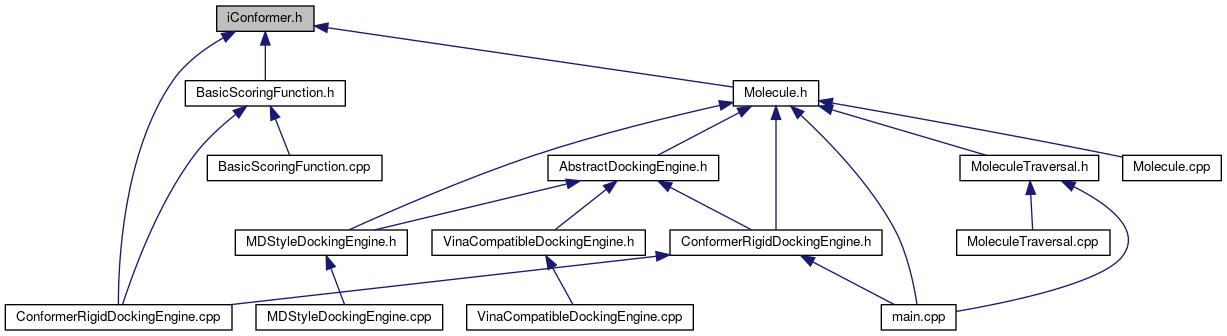 iConformer.h
BasicScoringFunction.h
Molecule.h
BasicScoringFunction.cpp
AbstractDockingEngine.h
MoleculeTraversal.h
Molecule.cpp
MDStyleDockingEngine.h
VinaCompatibleDockingEngine.h
ConformerRigidDockingEngine.h
MoleculeTraversal.cpp
ConformerRigidDockingEngine.cpp
MDStyleDockingEngine.cpp
VinaCompatibleDockingEngine.cpp
main.cpp